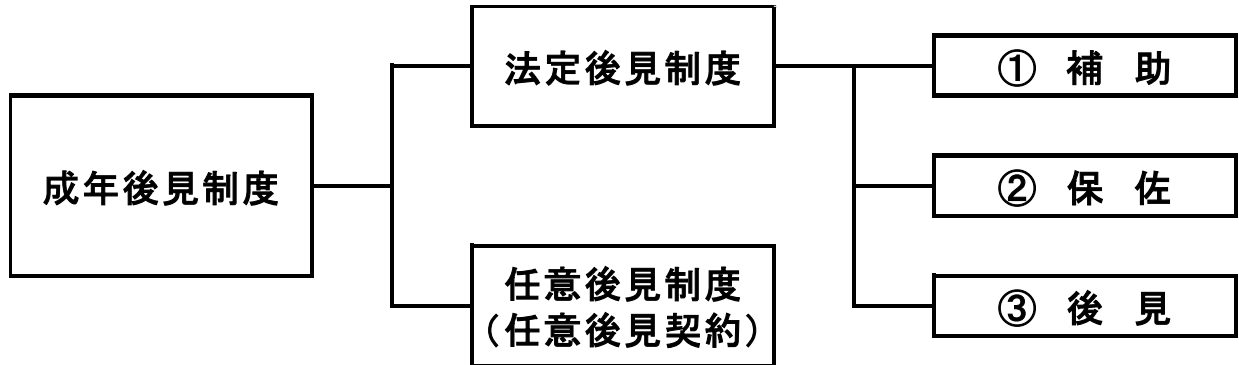 成年後見制度
法定後見制度
任意後見制度
（任意後見契約）
① 補 助
② 保 佐
③ 後 見